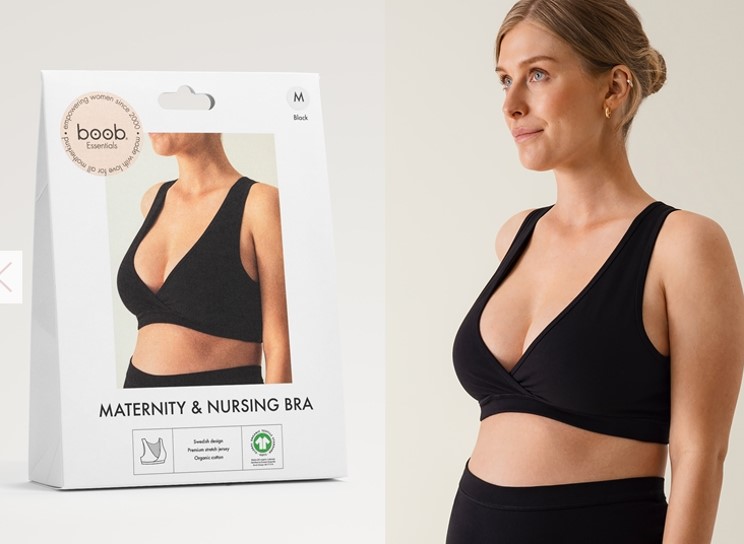 • empowering women since 2000 • made with love for all motherkind
boob.
Essentials
M
Black
MATERNITY & NURSING BRA
Swedish design
Premium stretch jersey
Organic cotton